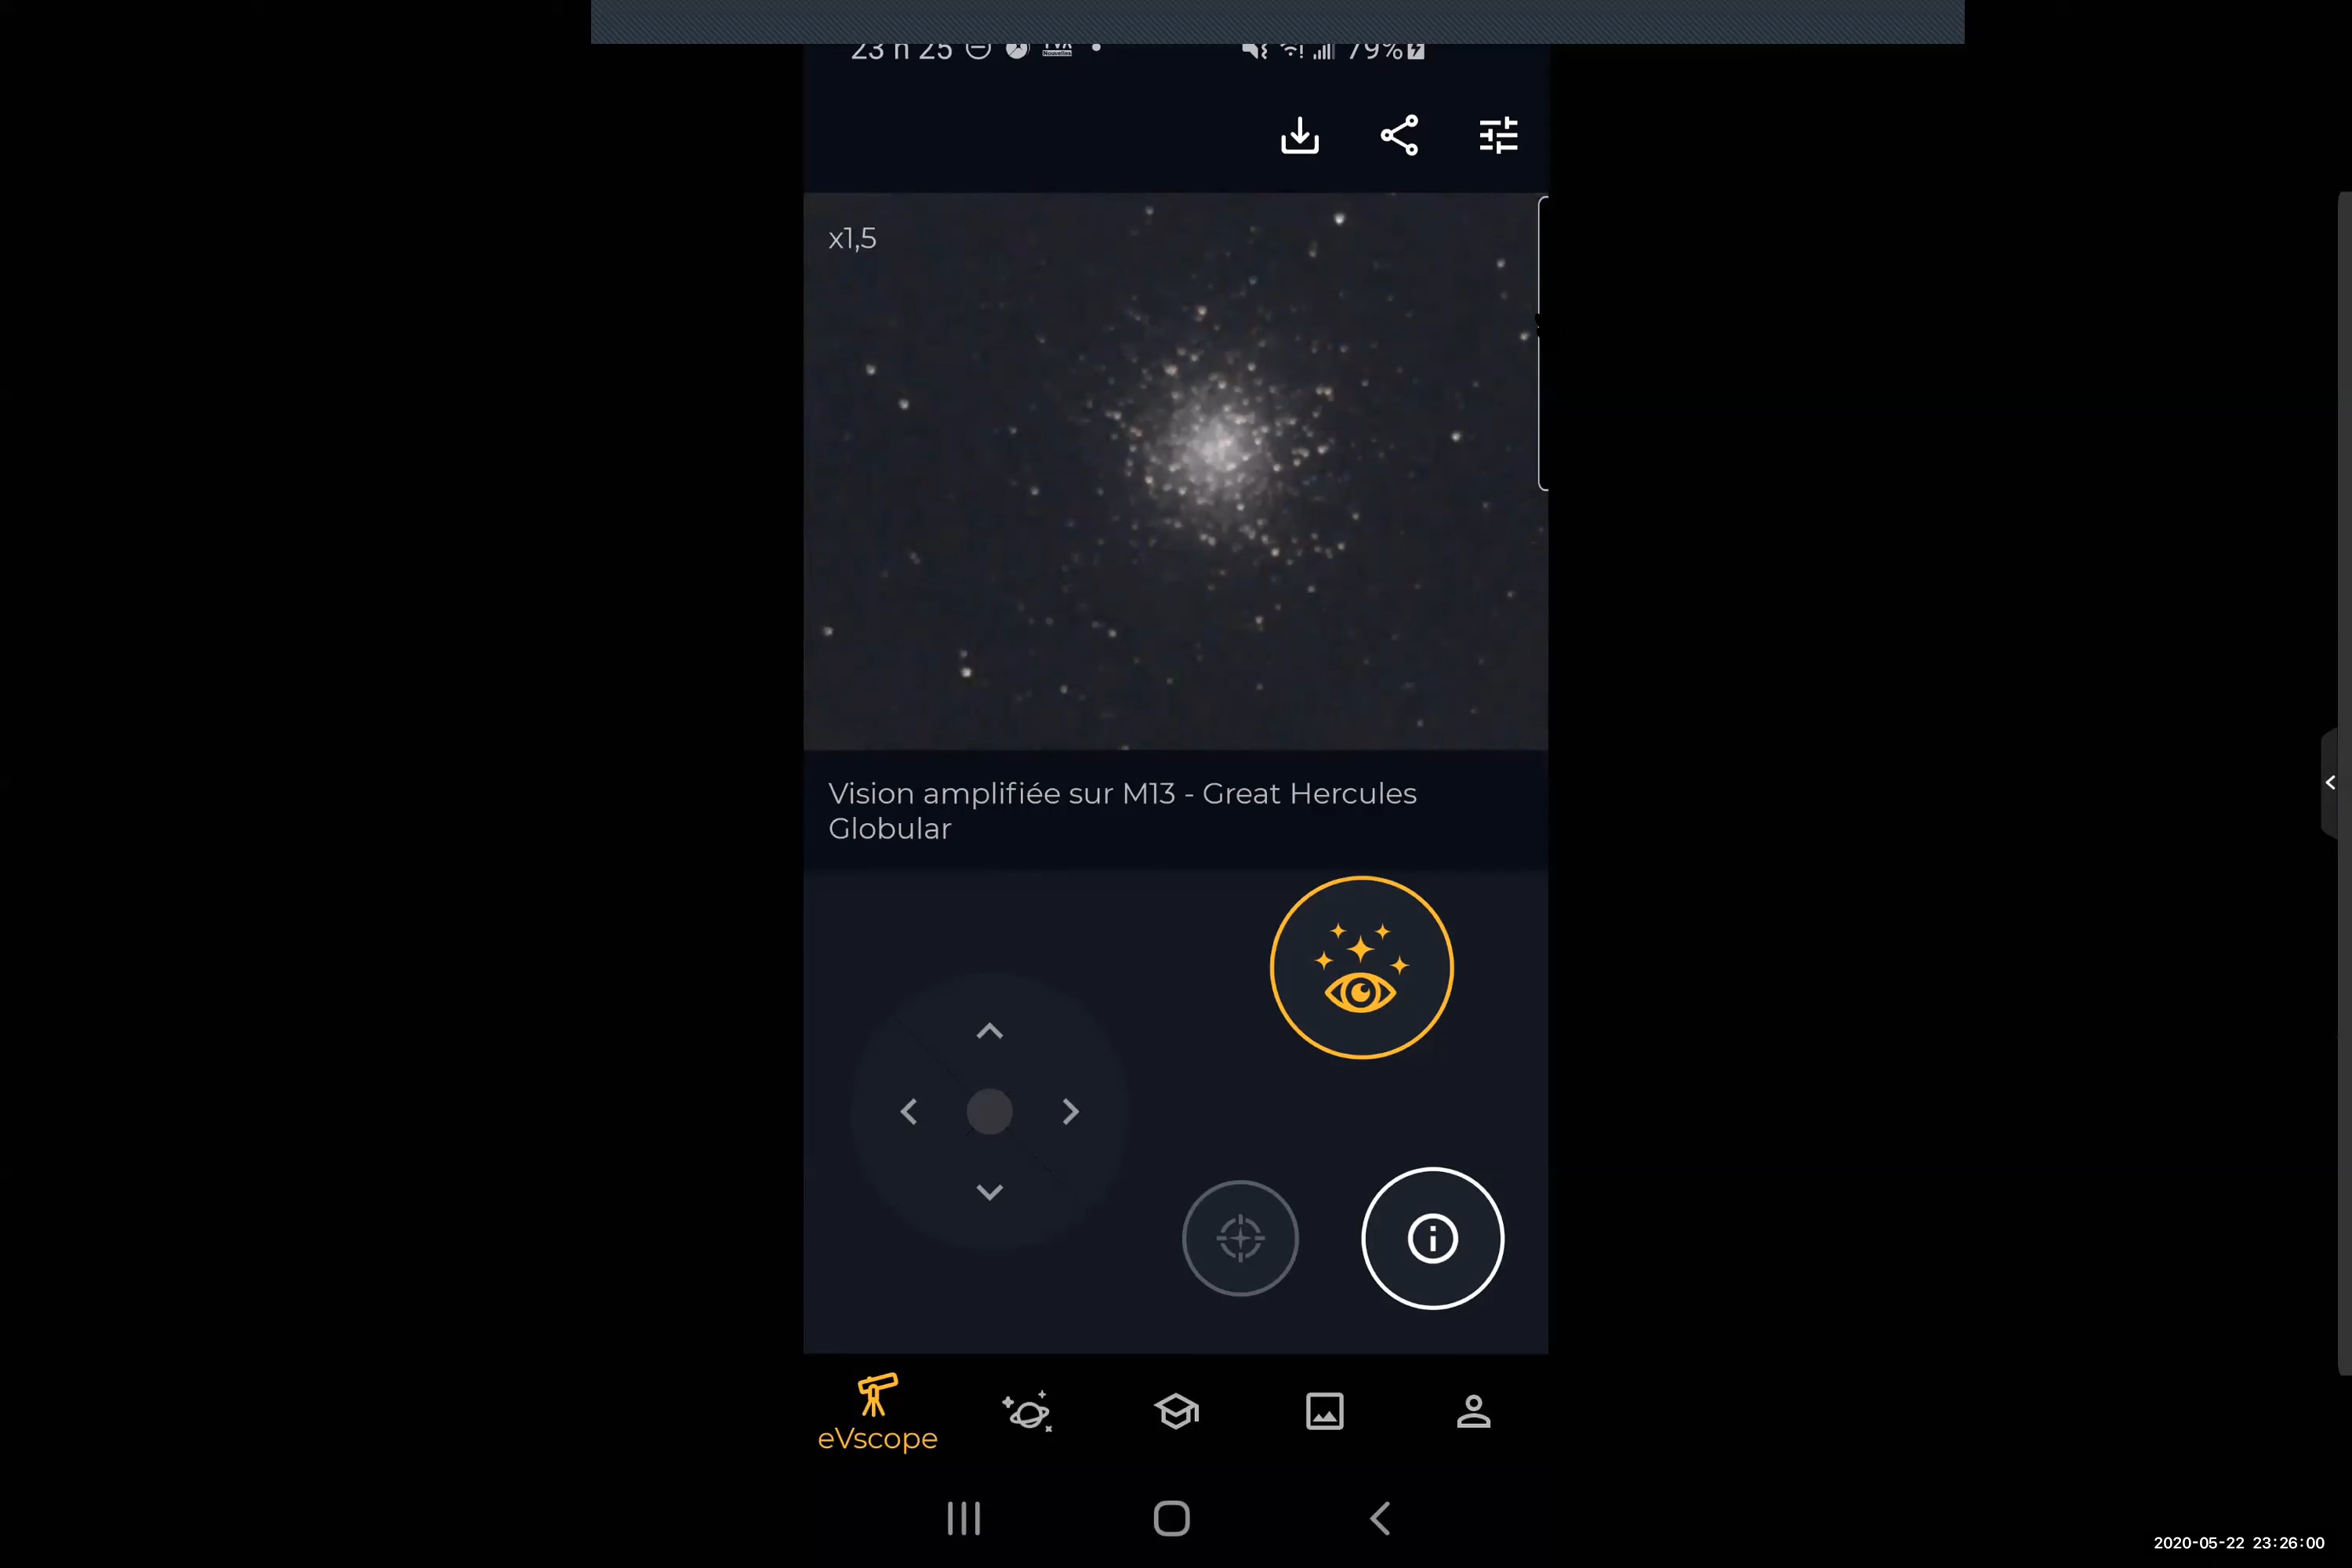 23 h 25 79%
x1,5
Vision amplifiée sur M13 - Great Hercules
Globular
eVscope
2020-05-22 23:26:00